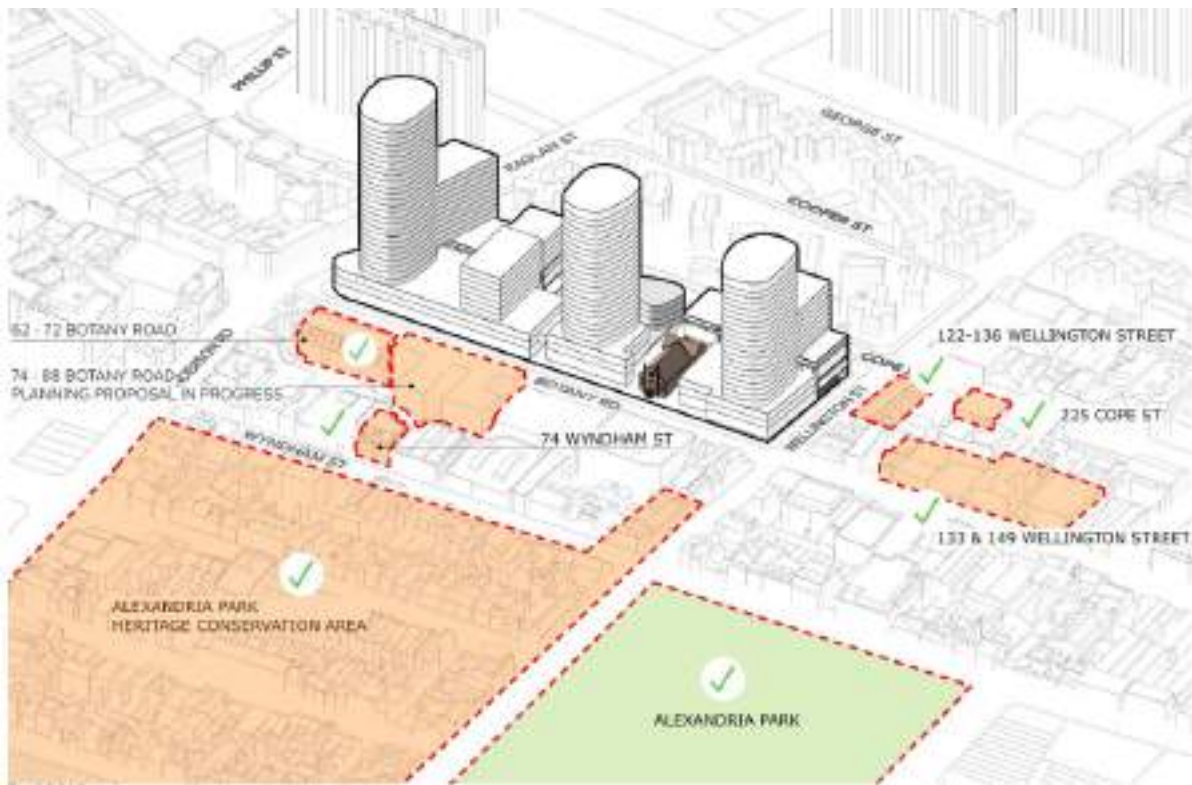 PHILLIP ST
RAGLAN ST
GEORGE ST
COOPER ST
62 - 72 BOTANY ROAD
74 - 88 BOTANY ROAD
PLANNING PROPOSAL IN PROGRESS
BOTANY RD
COPE
122-136 WELLINGTON STREET
WELLINGTON ST
225 COPE ST
WYNDHAM ST
74 WYNDHAM ST
133 & 149 WELLINGTON STREET
ALEXANDRIA PARK
HERITAGE CONSERVATION AREA
ALEXANDRIA PARK